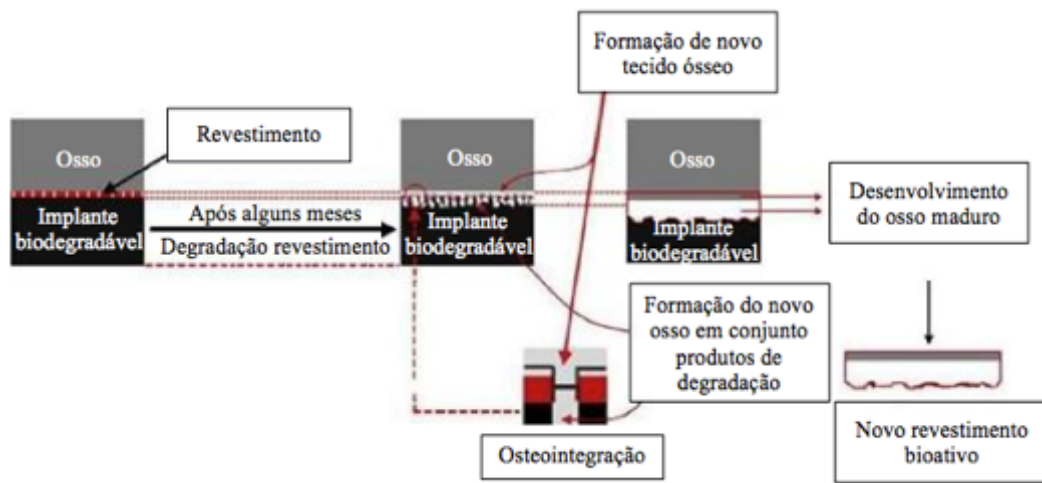 Formação de novo
tecido ósseo
Revestimento
Osso
Implante
biodegradável
Após alguns meses
Degradação revestimento
Osso
Implante
biodegradável
Osso
Implante
biodegradável
Desenvolvimento
do osso maduro
Formação do novo
osso em conjunto
produtos de
degradação
Osteointegração
Novo revestimento
bioativo